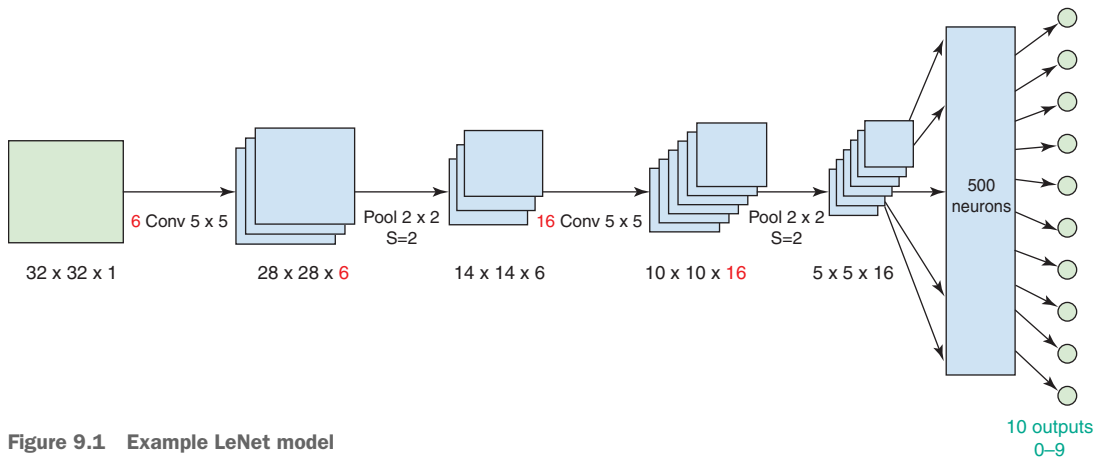 6 Conv 5 x 5
Pool 2 x 2
S=2
16 Conv 5 x 5
Pool 2 x 2
S=2
500
neurons
32 x 32 x 1
28 x 28 x 6
14 x 14 x 6
10 x 10 x 16
5 x 5 x 16
10 outputs
0–9
Figure 9.1 Example LeNet model